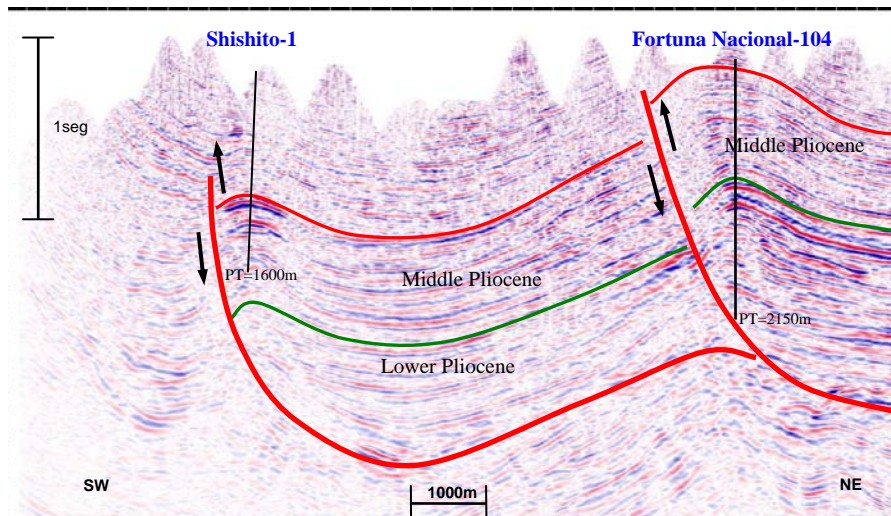 Shishito-1
Fortuna Nacional-104
1seg
Middle Pliocene
PT=1600m
Middle Pliocene
PT=2150m
Lower Pliocene
SW
1000m
NE